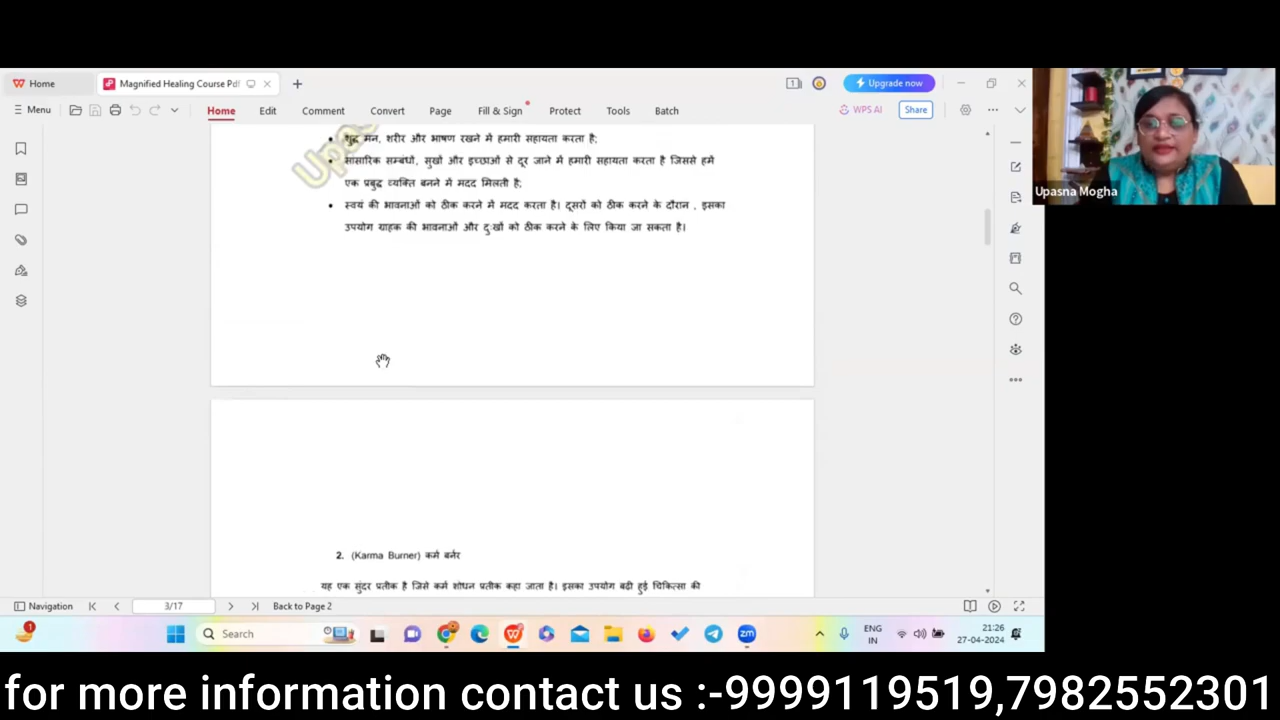 Home
Magnified Healing Course Pdf
Upgrade now
Menu
Home Edit Comment Convert Page Fill & Sign Protect Tools Batch
WPS AI
Share
Upas
शुद्ध मन, शरीर और भाषण रखने में हमारी सहायता करता है;
सांसारिक सम्बंधो, सुखों और इच्छाओं से दूर जाने में हमारी सहायता करता है जिससे हमें
एक प्रबुद्ध व्यक्ति बनने में मदद मिलती है;
स्वयं की भावनाओं को ठीक करने में मदद करता है। दूसरों को ठीक करने के दौरान , इसका
उपयोग ग्राहक की भावनाओं और दु:खों को ठीक करने के लिए किया जा सकता है।
Upasna Mogha
2. (Karma Burner) कर्म बर्नर
यह एक सुंदर प्रतीक है जिसे कर्म शोधन प्रतीक कहा जाता है। इसका उपयोग बढ़ी हुई चिकित्सा की
Navigation
3/17
Back to Page 2
1
Search
zm
ENG
IN
21:26
27-04-2024
for more information contact us :-9999119519,7982552301